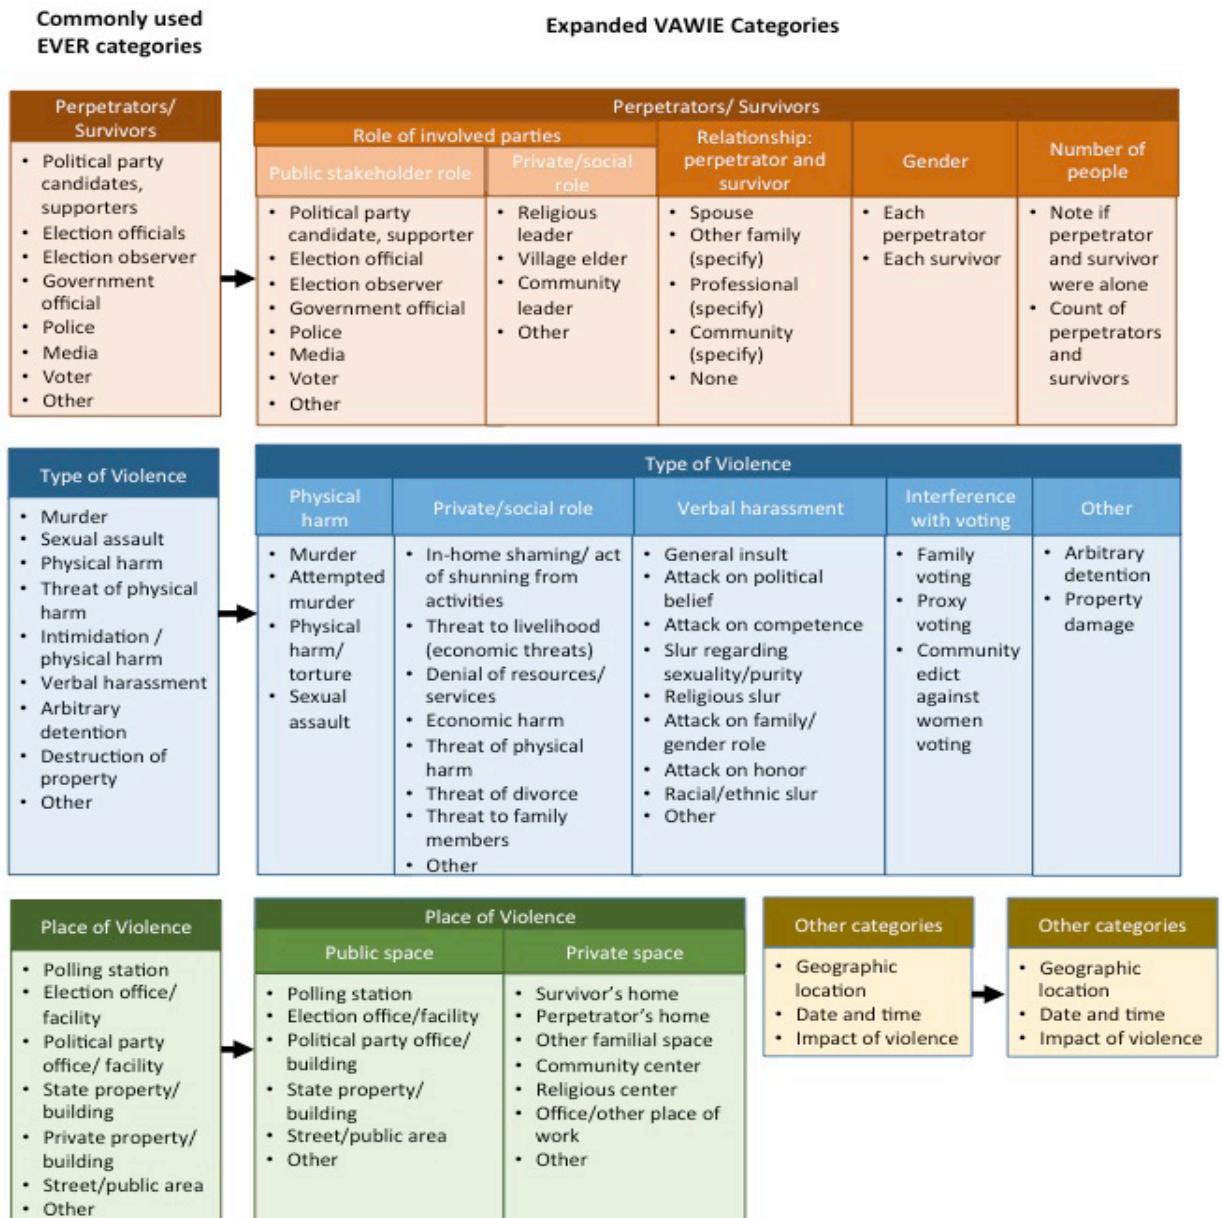 Commonly used
EVER categories
Expanded VAWIE Categories
Perpetrators/
Survivors
• Political party
candidates,
supporters
• Election officials
• Election observer
• Government
official
• Police
• Media
• Voter
• Other
Perpetrators/ Survivors
Role of involved parties
Public stakeholder role
• Political party
candidate, supporter
• Election official
• Election observer
• Government official
• Police
• Media
• Voter
• Other
Private/social
role
• Religious
leader
• Village elder
• Community
leader
• Other
Relationship:
perpetrator and
survivor
• Spouse
• Other family
(specify)
• Professional
(specify)
• Community
(specify)
• None
Gender
• Each
perpetrator
• Each survivor
Number of
people
• Note if
perpetrator
and survivor
were alone
• Count of
perpetrators
and
survivors
Type of Violence
• Murder
• Sexual assault
• Physical harm
• Threat of physical
harm
• Intimidation /
physical harm
• Verbal harassment
• Arbitrary
detention
• Destruction of
property
• Other
Type of Violence
Physical
harm
• Murder
• Attempted
murder
• Physical
harm/
torture
• Sexual
assault
Private/social role
• In-home shaming/ act
of shunning from
activities
• Threat to livelihood
(economic threats)
• Denial of resources/
services
• Economic harm
• Threat of physical
harm
• Threat of divorce
• Threat to family
members
• Other
Verbal harassment
• General insult
• Attack on political
belief
• Attack on competence
• Slur regarding
sexuality/purity
• Religious slur
• Attack on family/
gender role
• Attack on honor
• Racial/ethnic slur
• Other
Interference
with voting
• Family
voting
• Proxy
voting
• Community
edict
against
women
voting
Other
• Arbitrary
detention
• Property
damage
Place of Violence
• Polling station
• Election office/
facility
• Political party
office/ facility
• State property/
building
• Private property/
building
• Street/public area
• Other
Place of Violence
Public space
• Polling station
• Election office/facility
• Political party office/
building
• State property/
building
• Street/public area
• Other
Private space
• Survivor's home
• Perpetrator's home
• Other familial space
• Community center
• Religious center
• Office/other place of
work
• Other
Other categories
• Geographic
location
• Date and time
• Impact of violence
Other categories
• Geographic
location
• Date and time
• Impact of violence